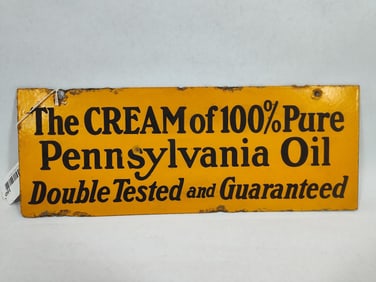 The CREAM of 100% Pure
Pennsylvania Oil
Double Tested and Guaranteed